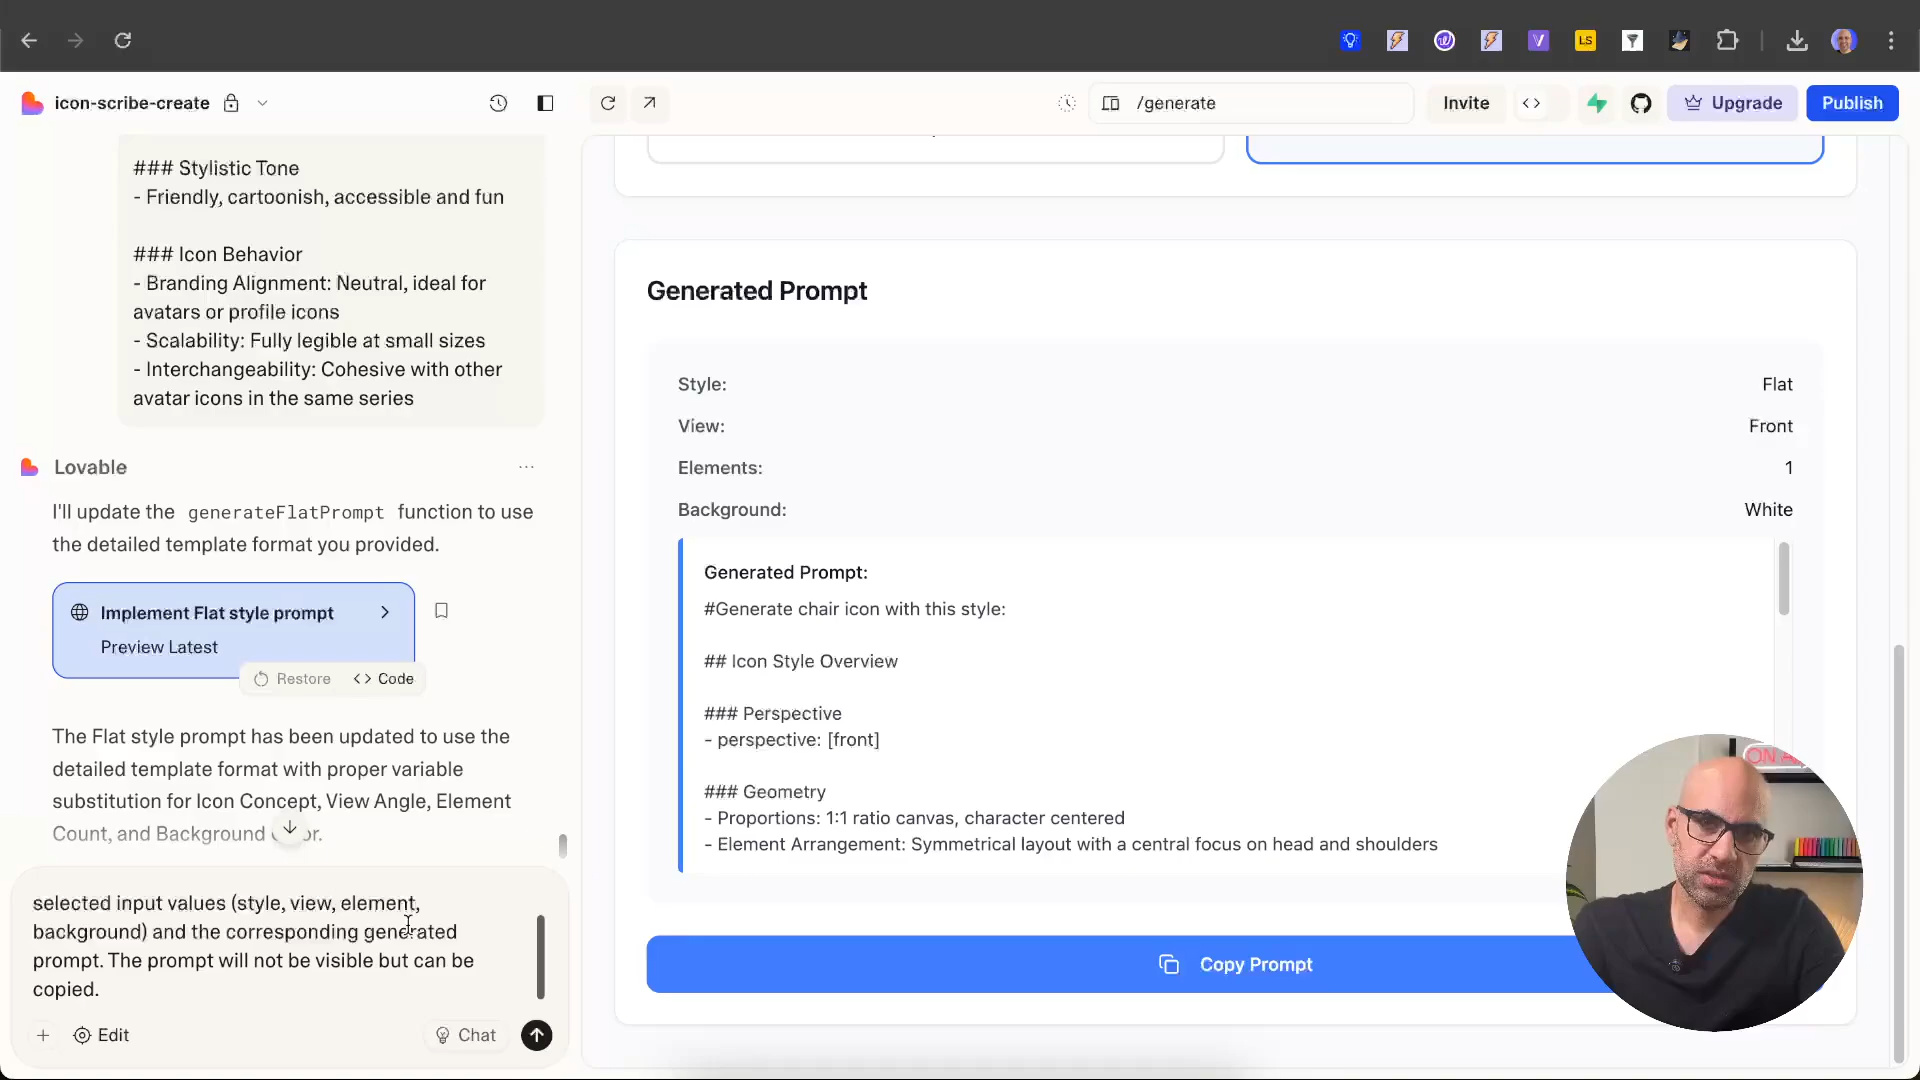 icon-scribe-create
/generate
Invite
Upgrade
Publish
LS
### Stylistic Tone
- Friendly, cartoonish, accessible and fun
### Icon Behavior
- Branding Alignment: Neutral, ideal for
avatars or profile icons
- Scalability: Fully legible at small sizes
- Interchangeability: Cohesive with other
avatar icons in the same series
Lovable
I'll update the generateFlatPrompt function to use
the detailed template format you provided.
Implement Flat style prompt
Preview Latest
Restore
<> Code
The Flat style prompt has been updated to use the
detailed template format with proper variable
substitution for Icon Concept, View Angle, Element
Count, and Background
selected input values (style, view, element,
background) and the corresponding generated
prompt. The prompt will not be visible but can be
copied.
Edit
Chat
Generated Prompt
Style: Flat
View: Front
Elements: 1
Background: White
Generated Prompt:
#Generate chair icon with this style:
## Icon Style Overview
### Perspective
- perspective: [front]
### Geometry
- Proportions: 1:1 ratio canvas, character centered
- Element Arrangement: Symmetrical layout with a central focus on head and shoulders
Copy Prompt
ON A